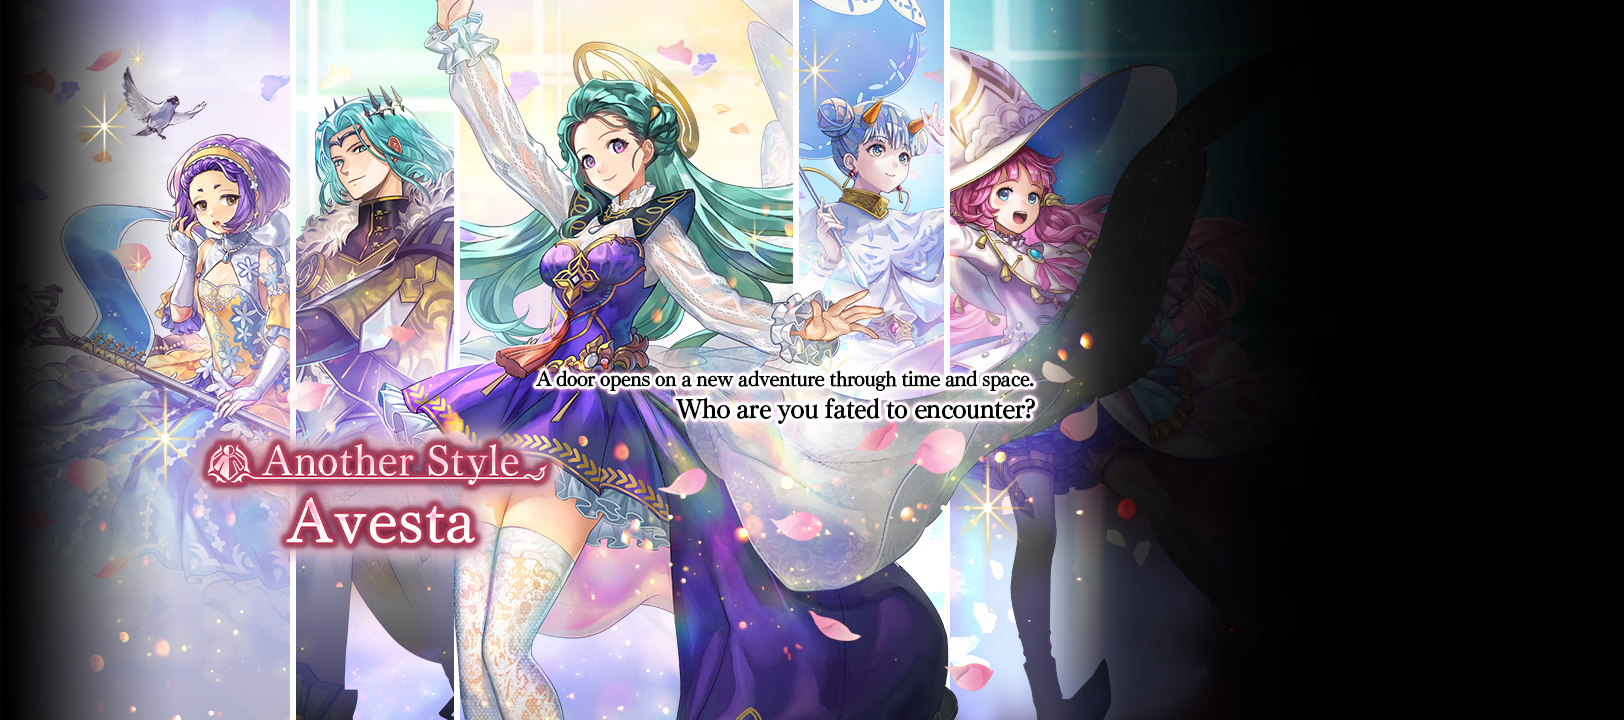 A door opens on a new adventure through time and space.
Who are you fated to encounter?
Another Style
Avesta